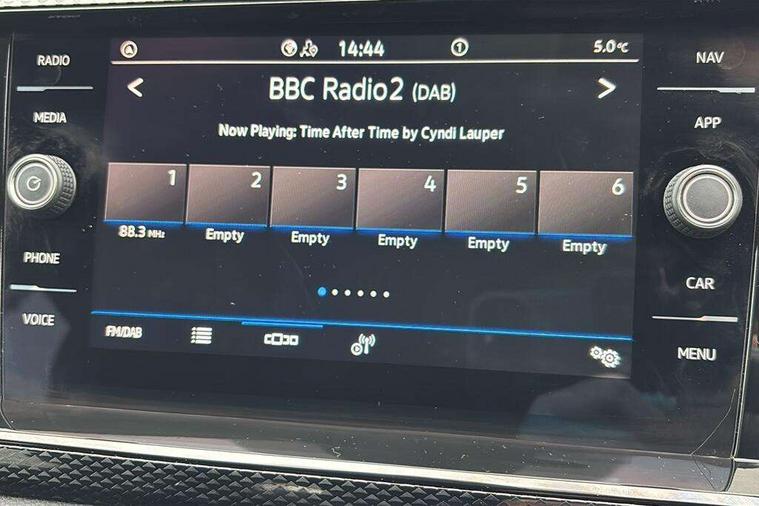 RADIO
MEDIA
PHONE
VOICE
14:44
1
5.0°C
BBC Radio2 (DAB)
Now Playing: Time After Time by Cyndi Lauper
1 2 3 4 5 6
88.3 MHz Empty Empty Empty Empty Empty
FM/DAB
NAV
APP
CAR
MENU